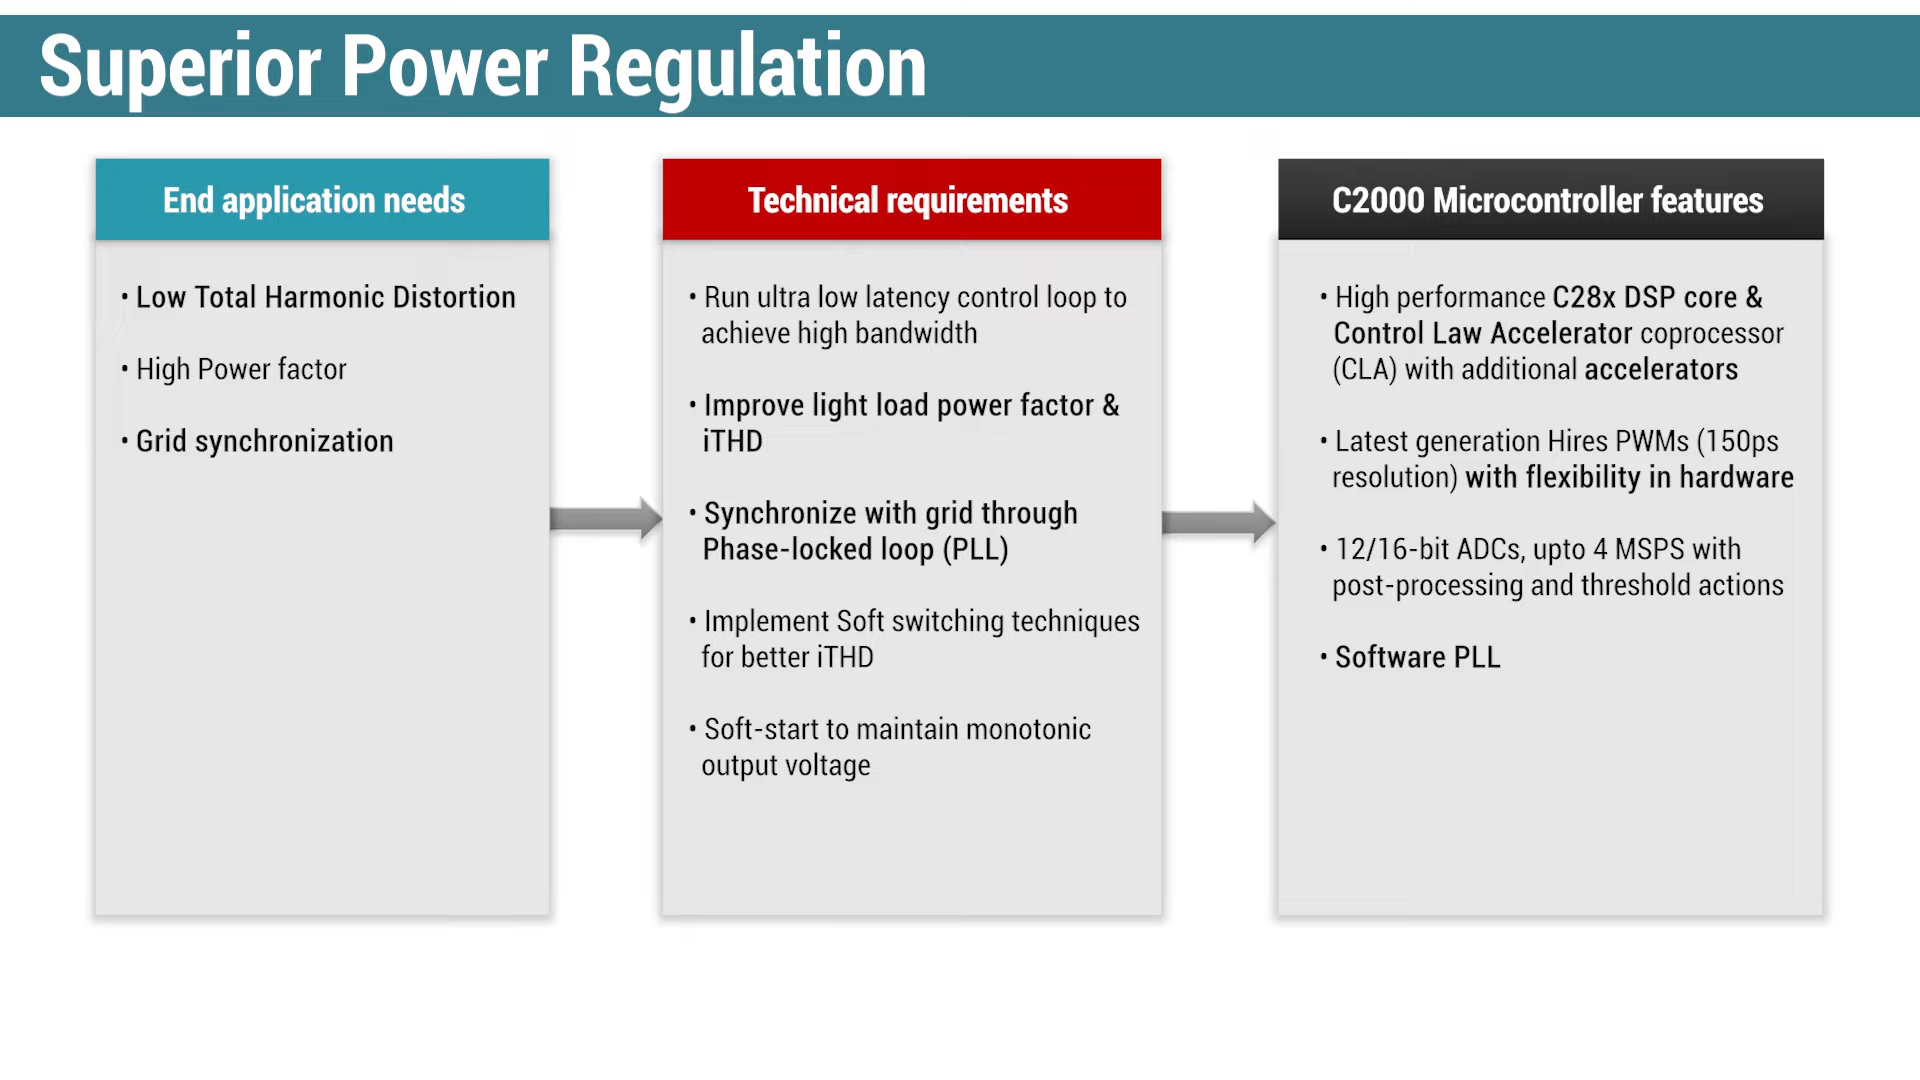 Superior Power Regulation
End application needs
• Low Total Harmonic Distortion
• High Power factor
• Grid synchronization
Technical requirements
• Run ultra low latency control loop to
achieve high bandwidth
• Improve light load power factor &
iTHD
• Synchronize with grid through
Phase-locked loop (PLL)
• Implement Soft switching techniques
for better iTHD
• Soft-start to maintain monotonic
output voltage
C2000 Microcontroller features
• High performance C28x DSP core &
Control Law Accelerator coprocessor
(CLA) with additional accelerators
• Latest generation Hires PWMs (150ps
resolution) with flexibility in hardware
• 12/16-bit ADCs, upto 4 MSPS with
post-processing and threshold actions
• Software PLL